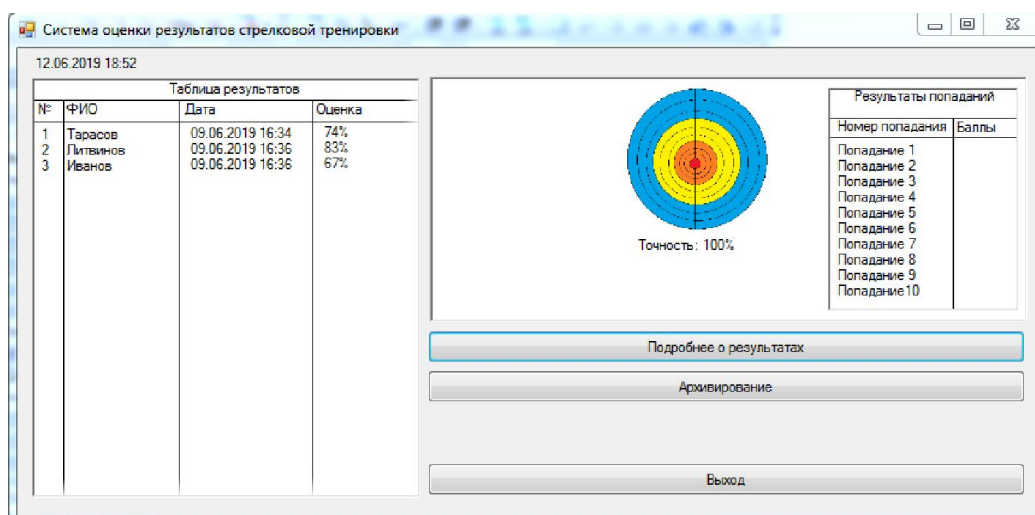 Система оценки результатов стрелковой тренировки
12.06.2019 18:52
Таблица результатов
№ ФИО Дата Оценка
1 Тарасов 09.06.2019 16:34 74%
2 Литвинов 09.06.2019 16:36 83%
3 Иванов 09.06.2019 16:36 67%
Точность: 100%
Результаты попаданий
Номер попадания Баллы
Попадание 1
Попадание 2
Попадание 3
Попадание 4
Попадание 5
Попадание 6
Попадание 7
Попадание 8
Попадание 9
Попадание10
Подробнее о результатах
Архивирование
Выход